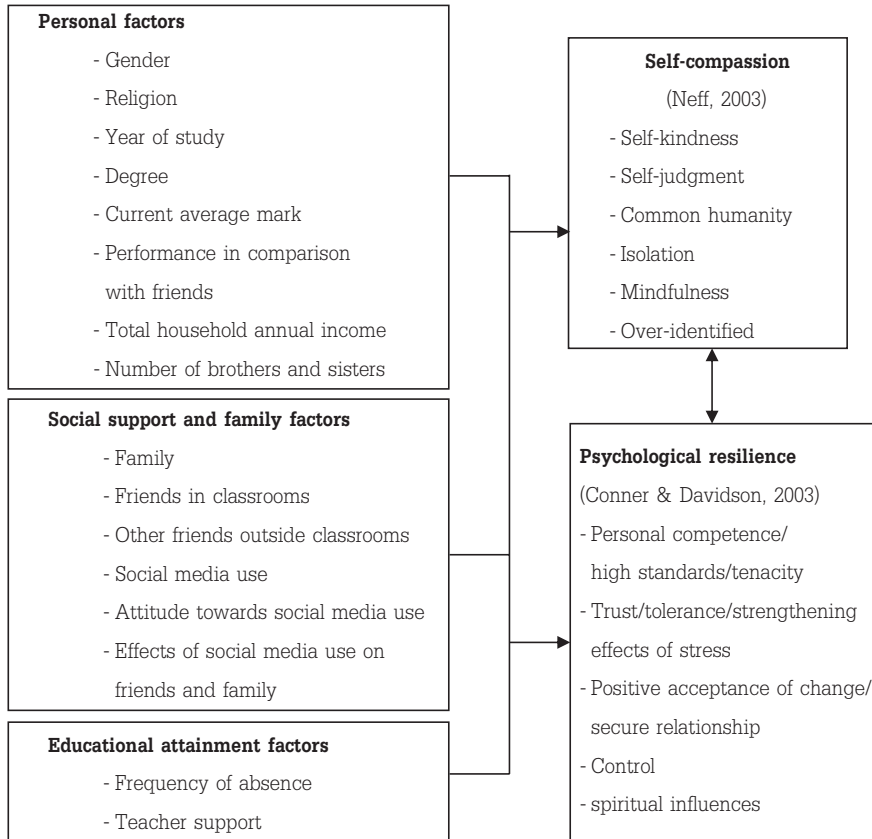 Personal factors
- Gender
- Religion
- Year of study
- Degree
- Current average mark
- Performance in comparison
with friends
- Total household annual income
- Number of brothers and sisters
Social support and family factors
- Family
- Friends in classrooms
- Other friends outside classrooms
- Social media use
- Attitude towards social media use
- Effects of social media use on
friends and family
Educational attainment factors
- Frequency of absence
- Teacher support
Self-compassion
(Neff, 2003)
- Self-kindness
- Self-judgment
- Common humanity
- Isolation
- Mindfulness
- Over-identified
Psychological resilience
(Conner & Davidson, 2003)
- Personal competence/
high standards/tenacity
- Trust/tolerance/strengthening
effects of stress
- Positive acceptance of change/
secure relationship
- Control
- spiritual influences